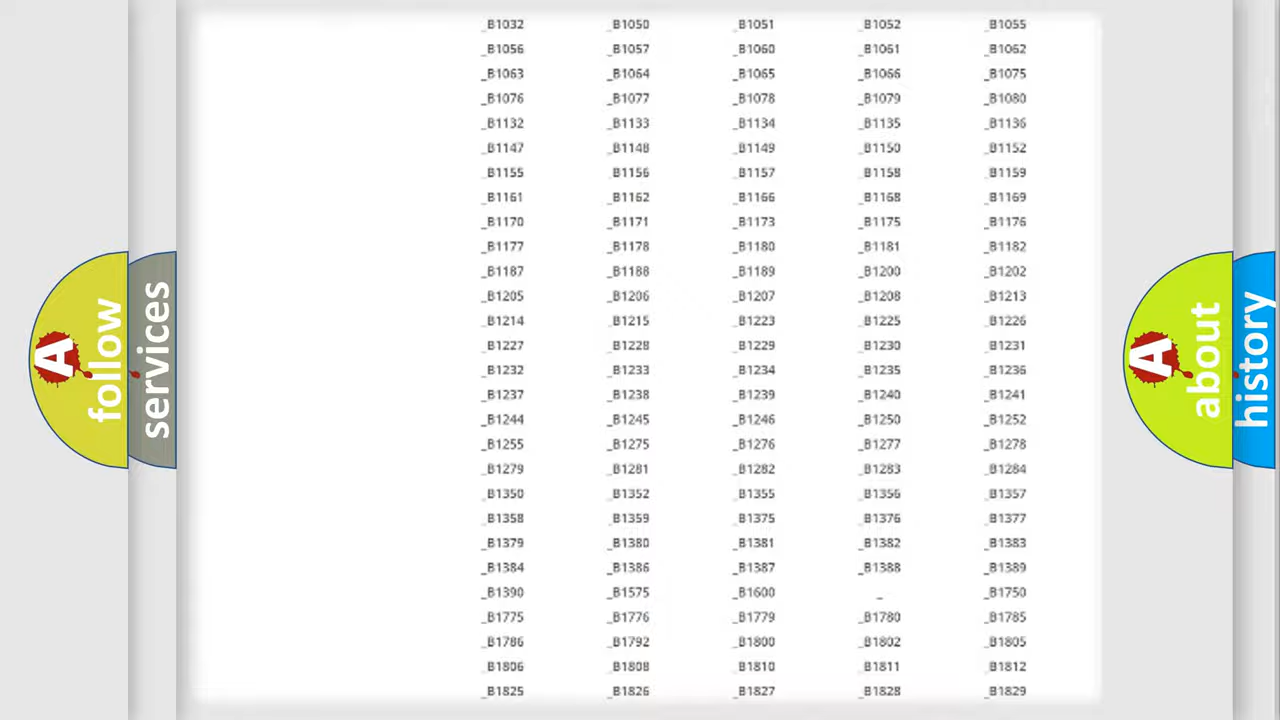 _B1032 _B1050 _B1051 _B1052 _B1055
_B1056 _B1057 _B1060 _B1061 _B1062
_B1063 _B1064 _B1065 _B1066 _B1075
_B1076 _B1077 _B1078 _B1079 _B1080
_B1132 _B1133 _B1134 _B1135 _B1136
_B1147 _B1148 _B1149 _B1150 _B1152
_B1155 _B1156 _B1157 _B1158 _B1159
_B1161 _B1162 _B1166 _B1168 _B1169
_B1170 _B1171 _B1173 _B1175 _B1176
_B1177 _B1178 _B1180 _B1181 _B1182
_B1187 _B1188 _B1189 _B1200 _B1202
_B1205 _B1206 _B1207 _B1208 _B1213
_B1214 _B1215 _B1223 _B1225 _B1226
_B1227 _B1228 _B1229 _B1230 _B1231
_B1232 _B1233 _B1234 _B1235 _B1236
_B1237 _B1238 _B1239 _B1240 _B1241
_B1244 _B1245 _B1246 _B1250 _B1252
_B1255 _B1275 _B1276 _B1277 _B1278
_B1279 _B1281 _B1282 _B1283 _B1284
_B1350 _B1352 _B1355 _B1356 _B1357
_B1358 _B1359 _B1375 _B1376 _B1377
_B1379 _B1380 _B1381 _B1382 _B1383
_B1384 _B1386 _B1387 _B1388 _B1389
_B1390 _B1575 _B1600 _ _B1750
_B1775 _B1776 _B1779 _B1780 _B1785
_B1786 _B1792 _B1800 _B1802 _B1805
_B1806 _B1808 _B1810 _B1811 _B1812
_B1825 _B1826 _B1827 _B1828 _B1829
A follow
services
A about
history